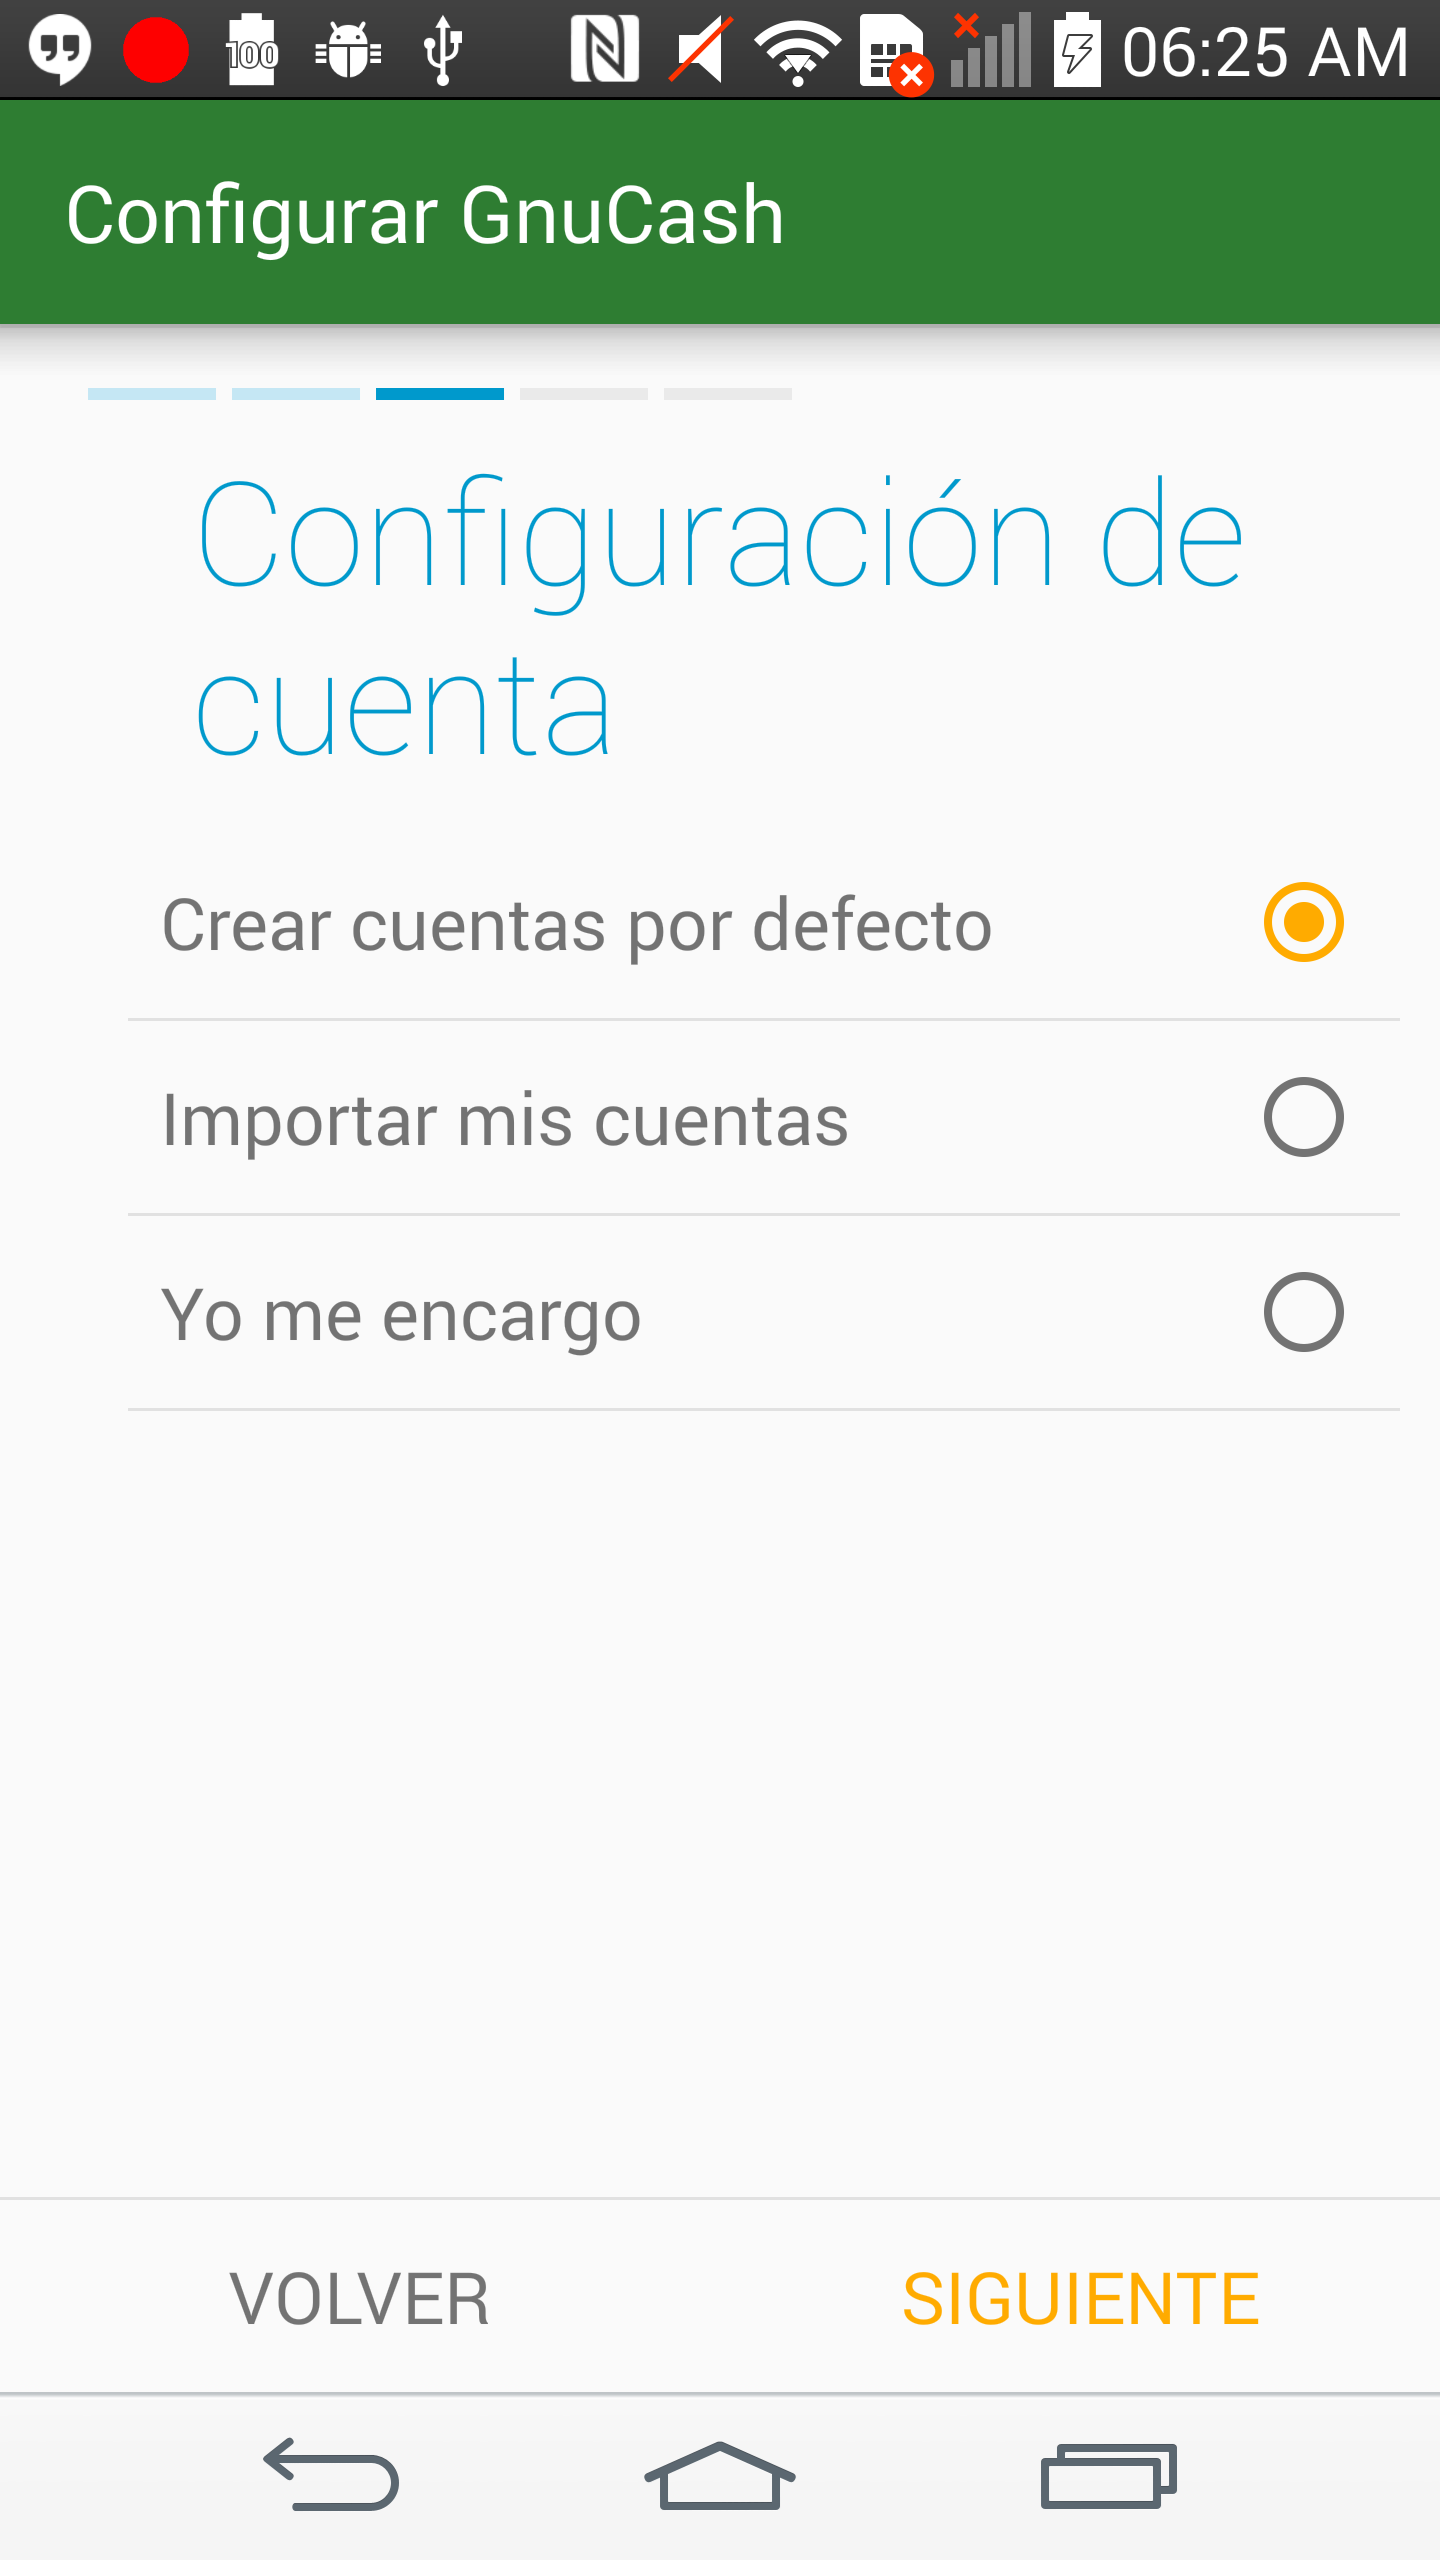 100
06:25 AM
Configurar GnuCash
Configuración de
cuenta
Crear cuentas por defecto
Importar mis cuentas
Yo me encargo
VOLVER
SIGUIENTE